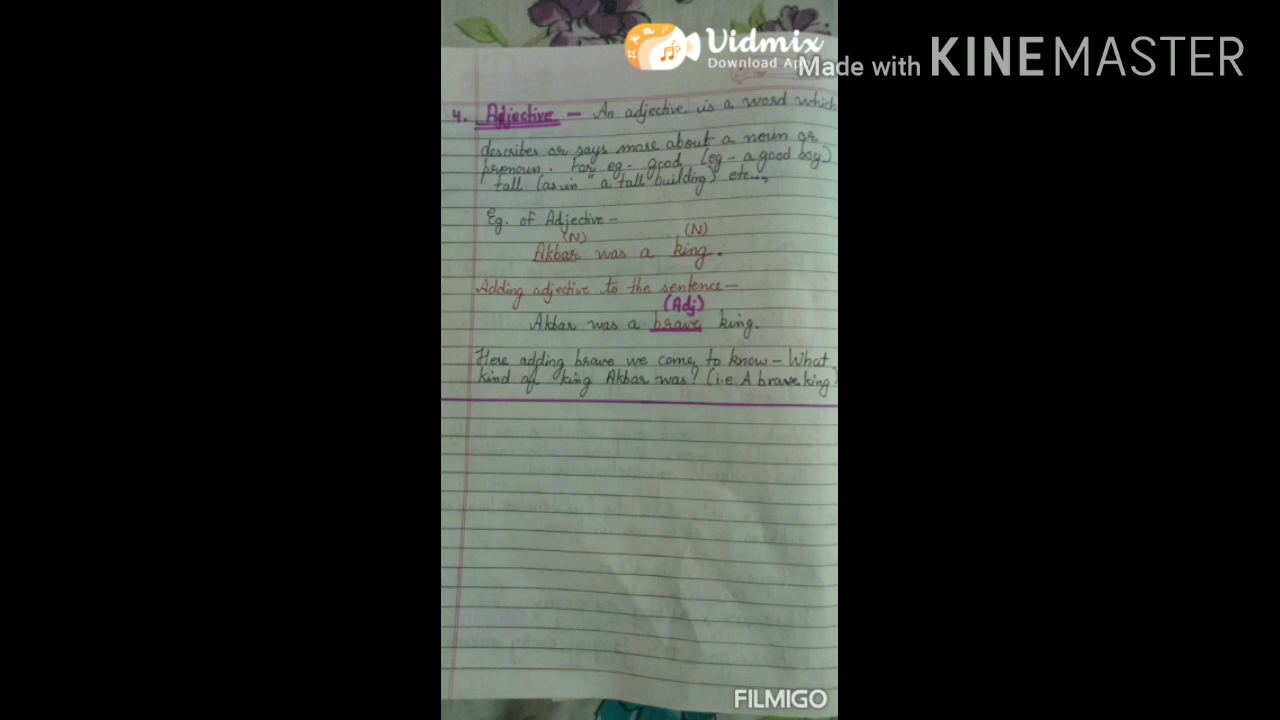 Vidmix
Download App
Made with KINEMASTER
4. Adjective – An adjective is a word which
describes or says more about a noun or
pronoun. For eg- good (eg – a good boy)
tall (as in "a tall building) etc...,
Eg. of Adjective –
(N) (N)
Akbar was a king.
Adding adjective to the sentence –
(Adj)
Akbar was a brave king.
Here adding brave we come to know – What
kind of king Akbar was? (i.e A brave king
FILMIGO